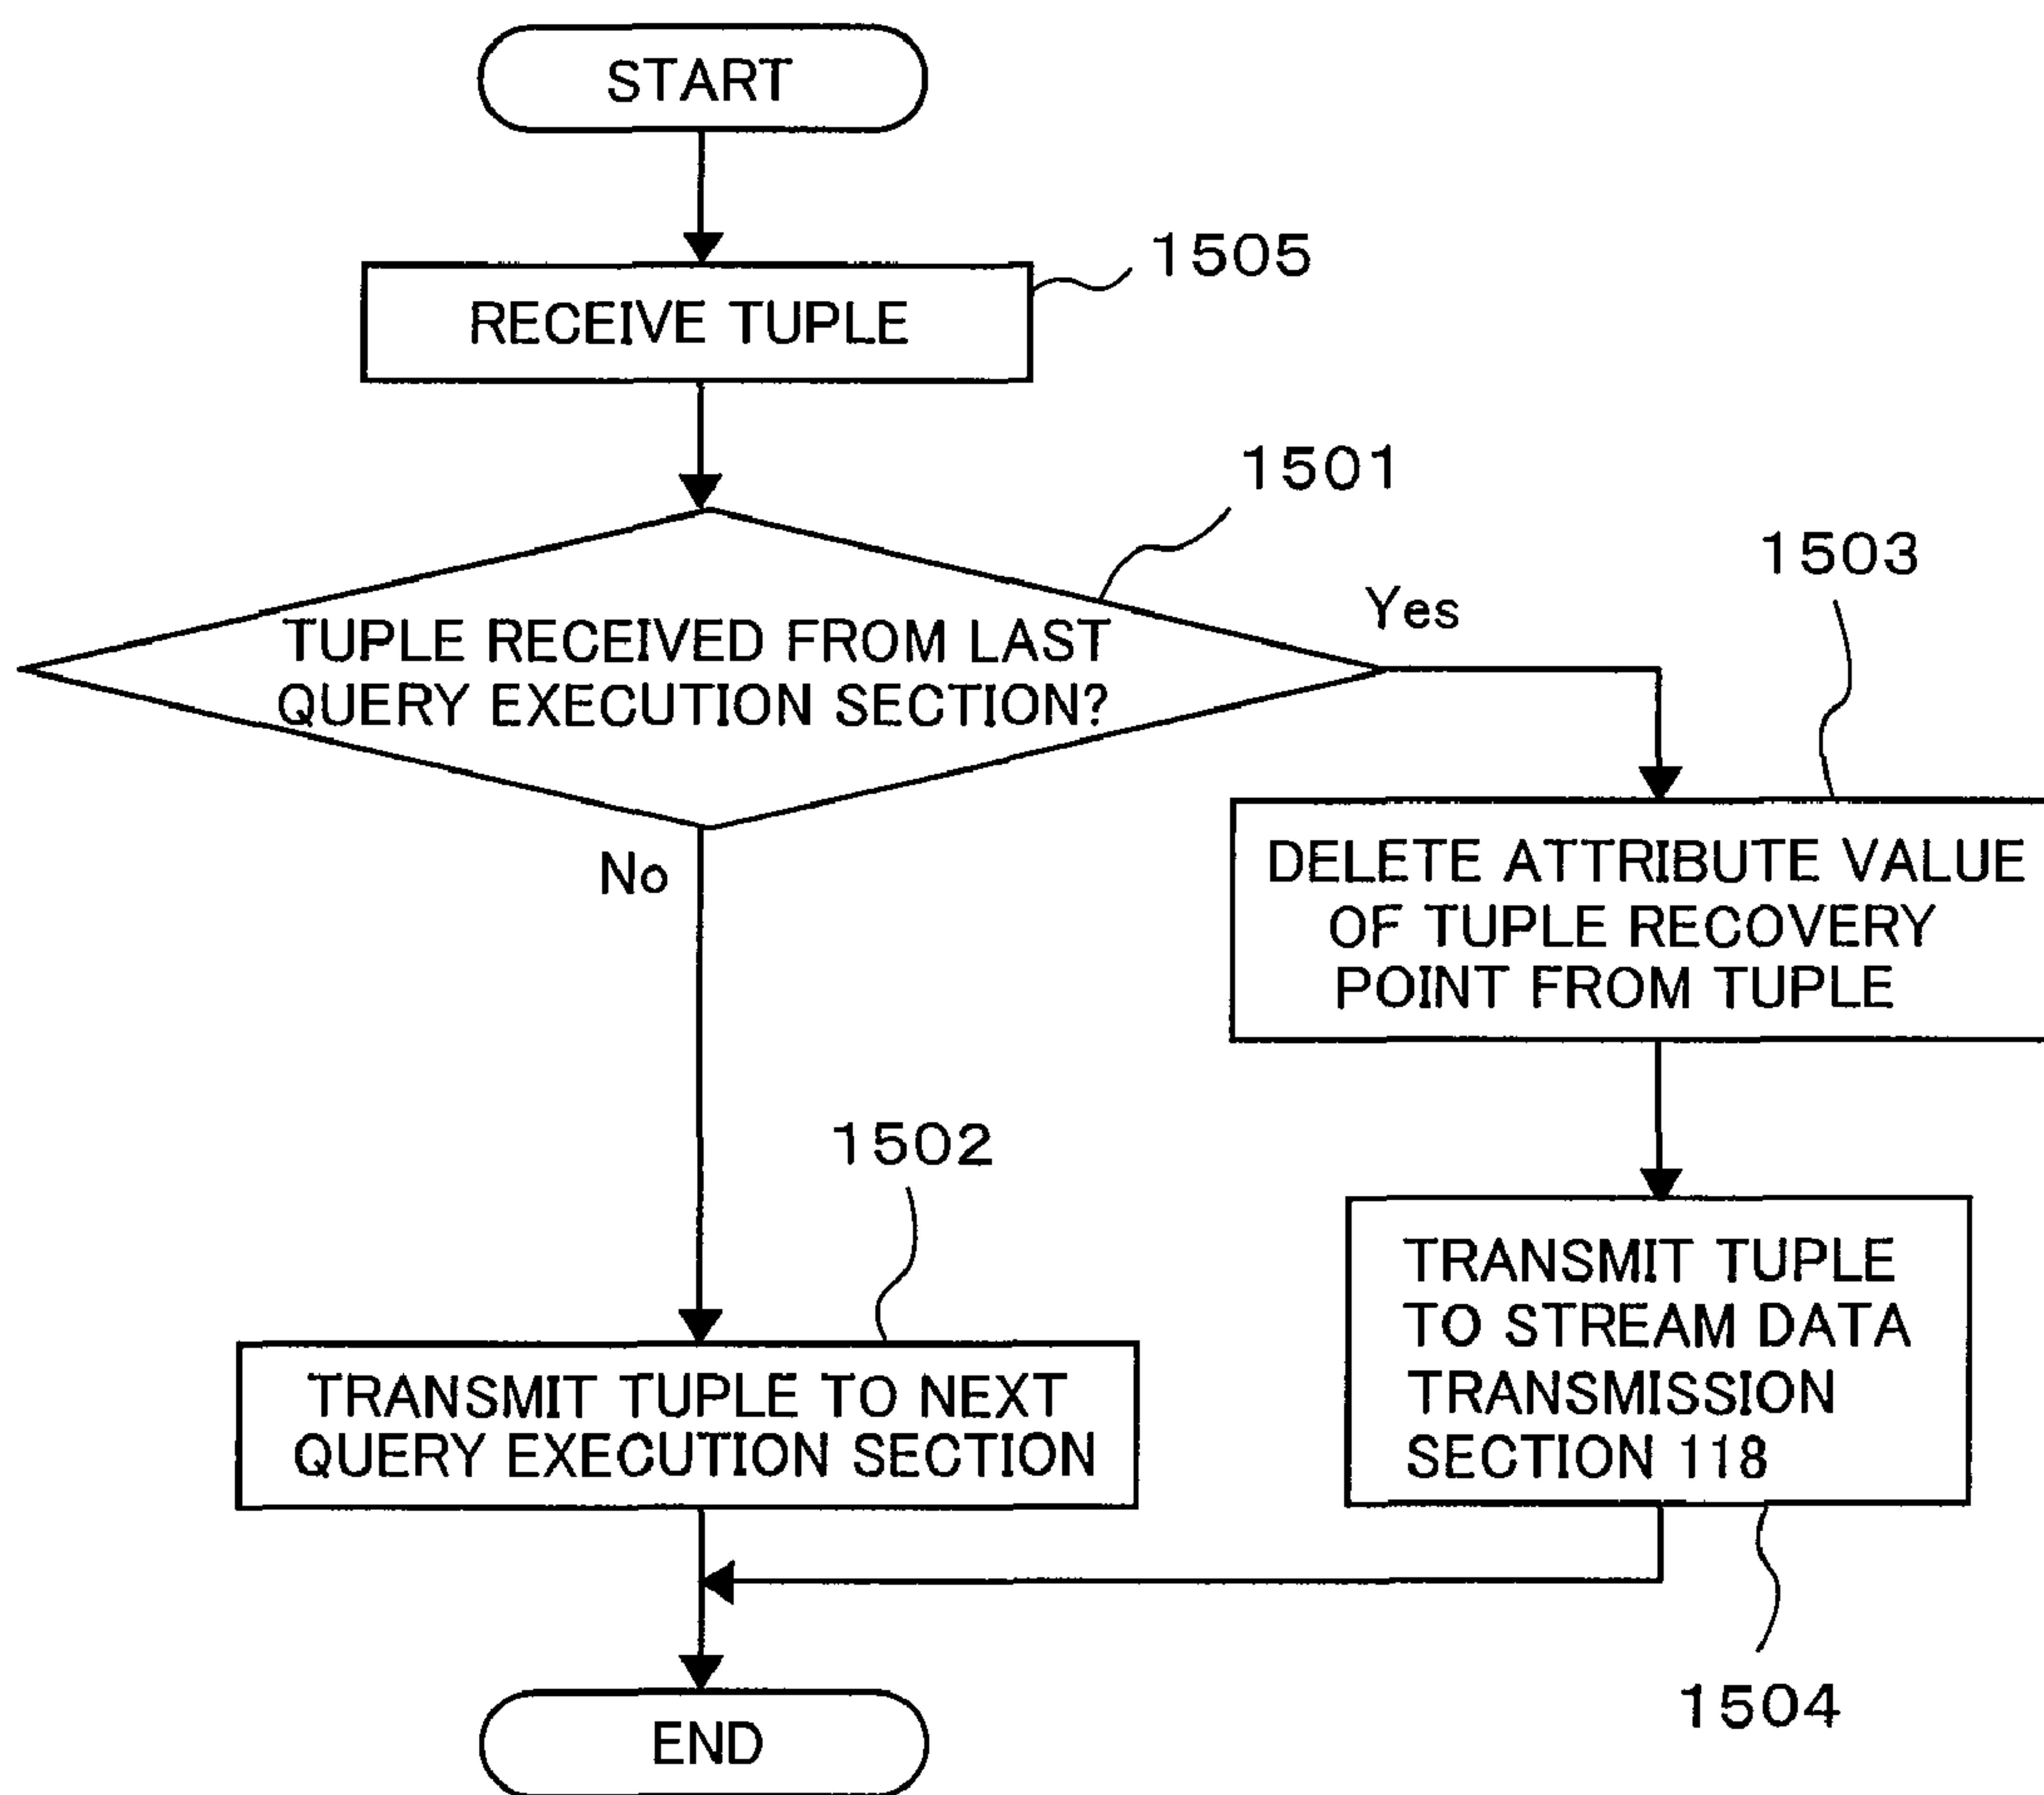 START
1505
RECEIVE TUPLE
1501
TUPLE RECEIVED FROM LAST
QUERY EXECUTION SECTION?
Yes
No
1503
DELETE ATTRIBUTE VALUE
OF TUPLE RECOVERY
POINT FROM TUPLE
1502
TRANSMIT TUPLE TO NEXT
QUERY EXECUTION SECTION
TRANSMIT TUPLE
TO STREAM DATA
TRANSMISSION
SECTION 118
1504
END